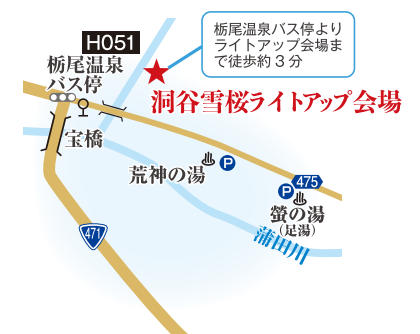 H051
栃尾温泉
バス停
栃尾温泉バス停より
ライトアップ会場ま
で徒歩約3分
洞谷雪桜ライトアップ会場
宝橋
荒神の湯
P
475
P
螢の湯
(足湯)
蒲田川
471